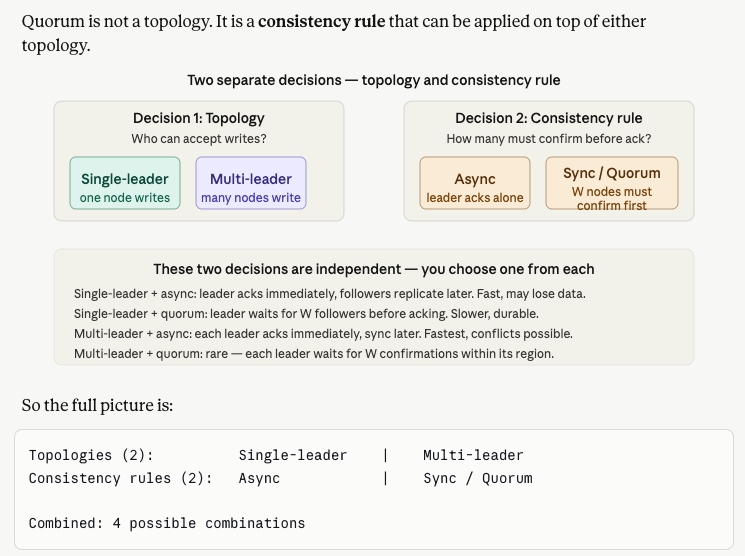 Quorum is not a topology. It is a consistency rule that can be applied on top of either
topology.
Two separate decisions — topology and consistency rule
Decision 1: Topology
Who can accept writes?
Single-leader
one node writes
Multi-leader
many nodes write
Decision 2: Consistency rule
How many must confirm before ack?
Async
leader acks alone
Sync / Quorum
W nodes must
confirm first
These two decisions are independent — you choose one from each
Single-leader + async: leader acks immediately, followers replicate later. Fast, may lose data.
Single-leader + quorum: leader waits for W followers before acking. Slower, durable.
Multi-leader + async: each leader acks immediately, sync later. Fastest, conflicts possible.
Multi-leader + quorum: rare — each leader waits for W confirmations within its region.
So the full picture is:
Topologies (2): Single-leader | Multi-leader
Consistency rules (2): Async | Sync / Quorum
Combined: 4 possible combinations